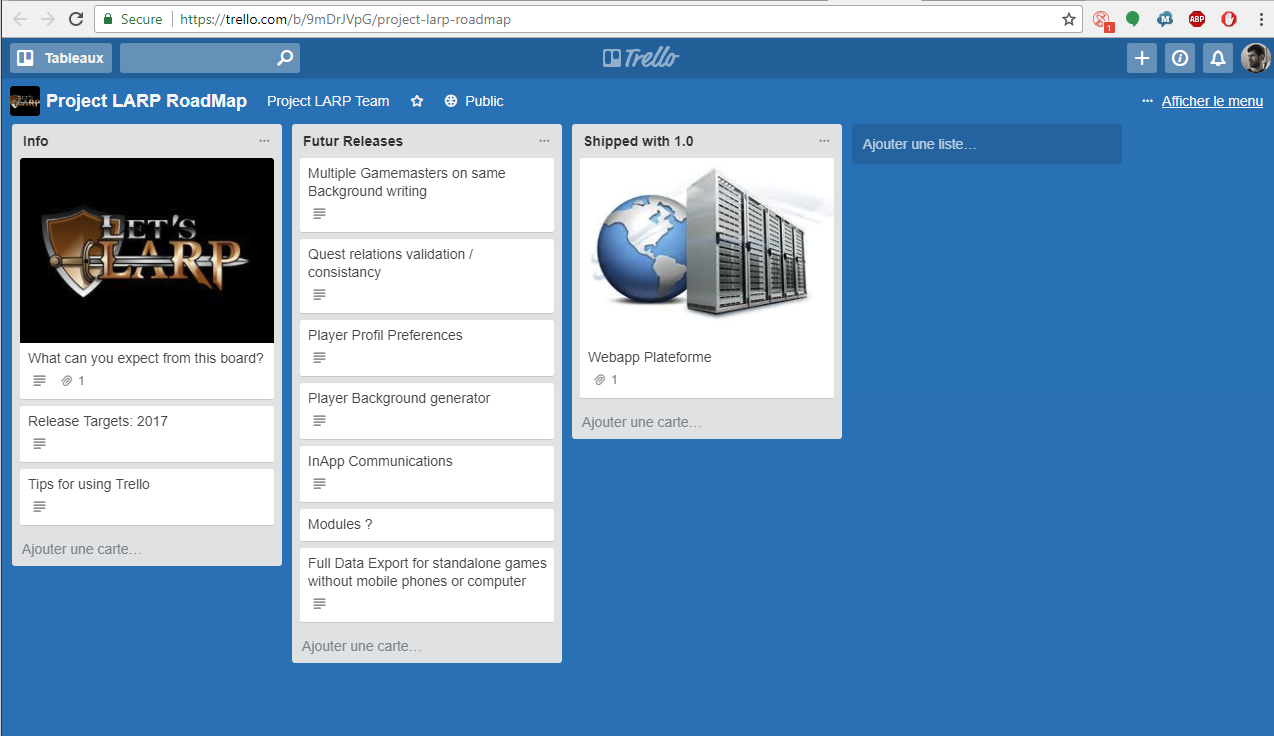 Secure
https://trello.com/b/9mDrJVpG/project-larp-roadmap
1
M
ABP
Tableaux
Trello
Project LARP RoadMap
Project LARP Team
Public
Afficher le menu
Info
LET'S
LARP
What can you expect from this board?
1
Release Targets: 2017
Tips for using Trello
Ajouter une carte…
Futur Releases
Multiple Gamemasters on same
Background writing
Quest relations validation /
consistancy
Player Profil Preferences
Player Background generator
InApp Communications
Modules ?
Full Data Export for standalone games
without mobile phones or computer
Ajouter une carte…
Shipped with 1.0
Webapp Plateforme
1
Ajouter une carte…
Ajouter une liste…